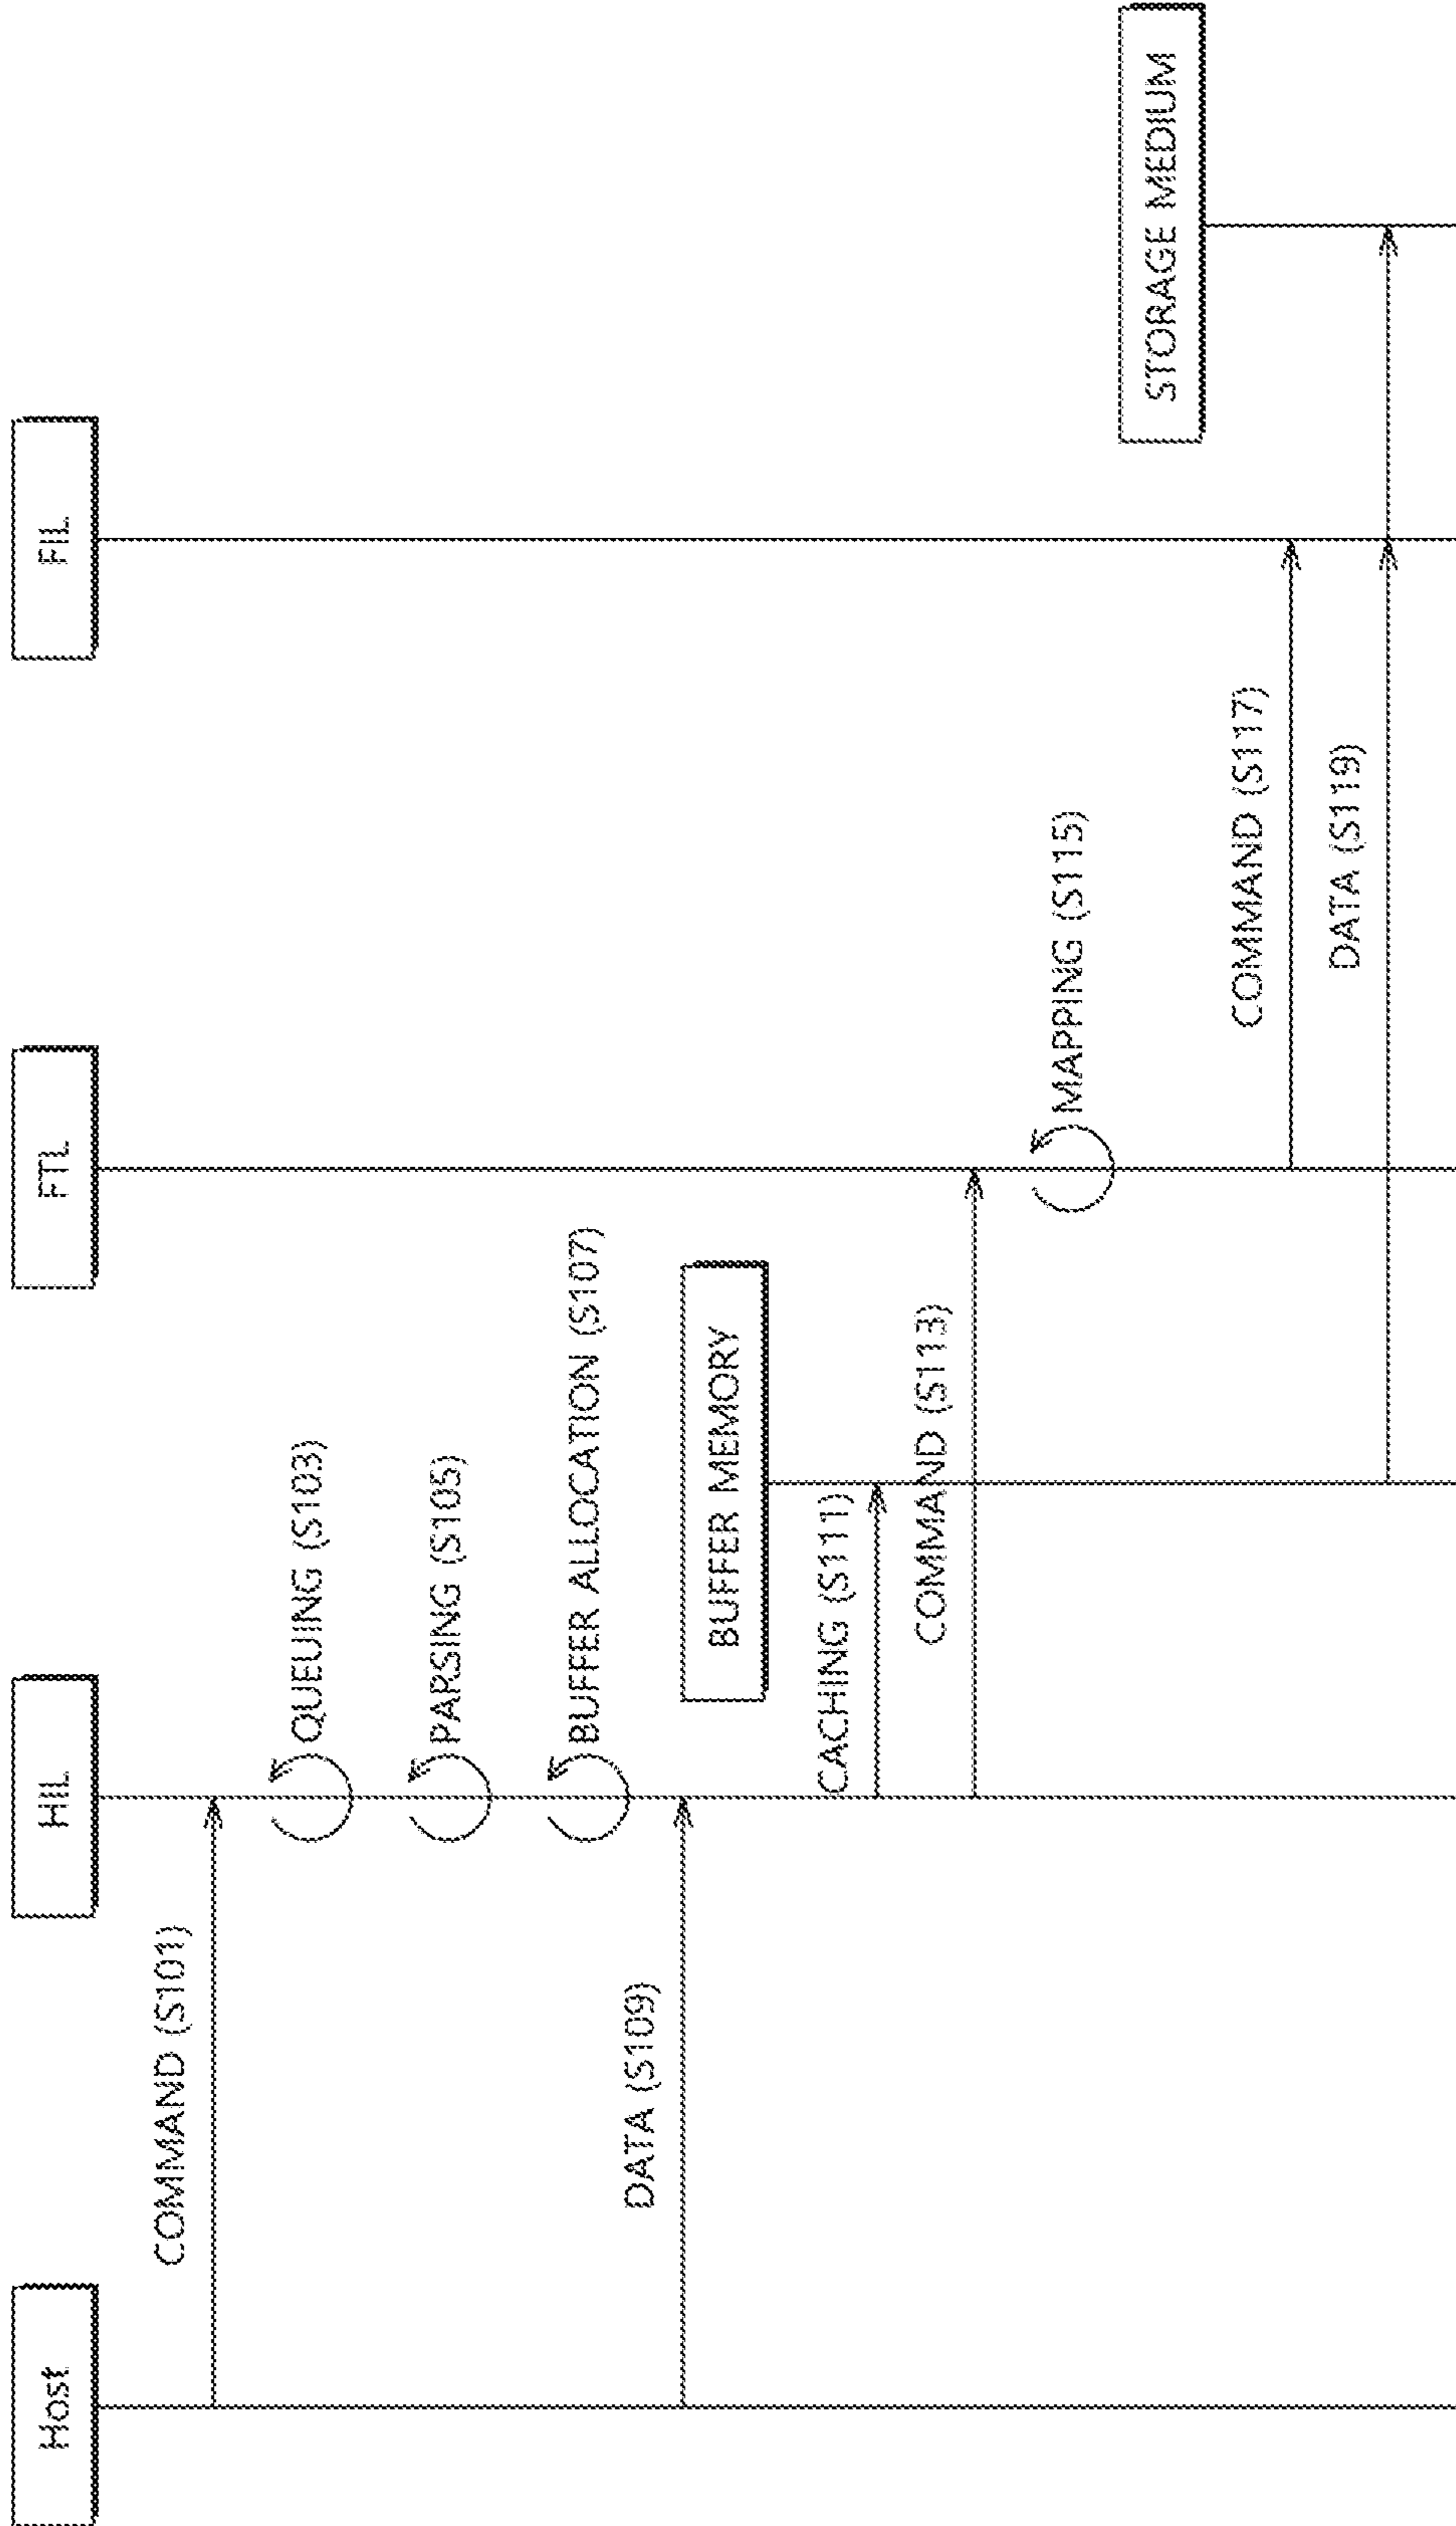 Host
HIL
FTL
FIL
COMMAND (S101)
QUEUING (S103)
PARSING (S105)
BUFFER ALLOCATION (S107)
DATA (S109)
BUFFER MEMORY
CACHING (S111)
COMMAND (S113)
MAPPING (S115)
STORAGE MEDIUM
COMMAND (S117)
DATA (S119)